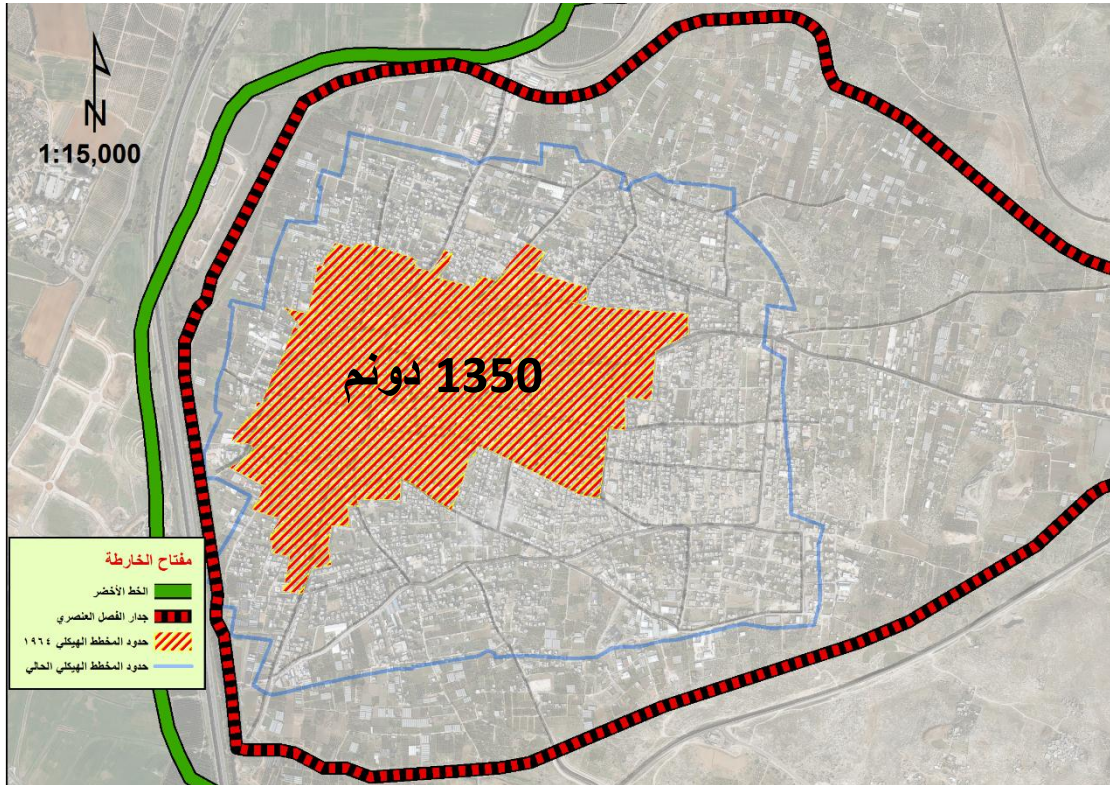 N
1:15,000
1350 دونم
مفتاح الخارطة
الخط الأخضر
جدار الفصل العنصري
حدود المخطط الهيكلي ١٩٦٤
حدود المخطط الهيكلي الحالي